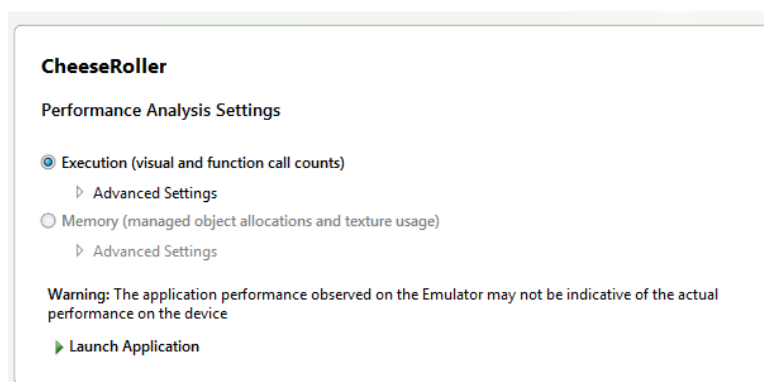 CheeseRoller
Performance Analysis Settings
Execution (visual and function call counts)
Advanced Settings
Memory (managed object allocations and texture usage)
Advanced Settings
Warning: The application performance observed on the Emulator may not be indicative of the actual
performance on the device
Launch Application